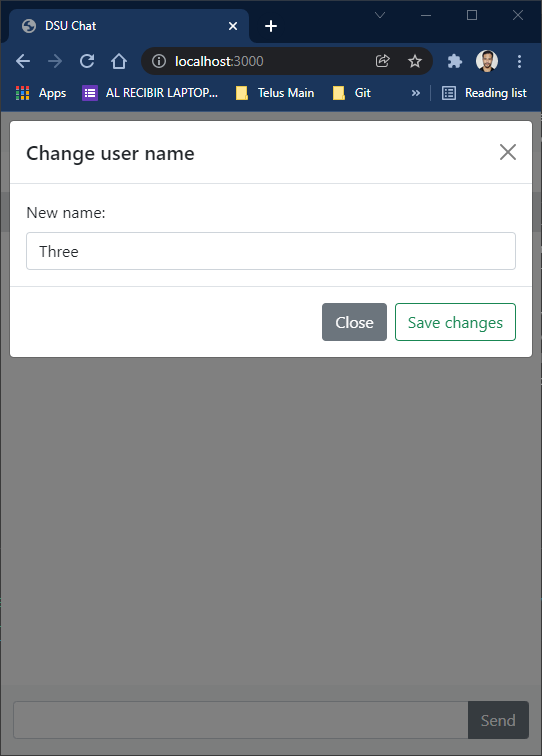 DSU Chat
localhost:3000
Apps
AL RECIBIR LAPTOP...
Telus Main
Git
»
Reading list
Change user name
New name:
Three
Close
Save changes
Send